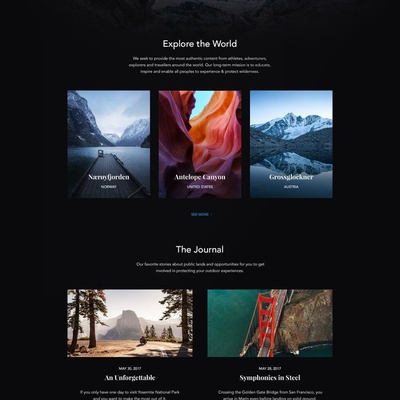 Explore the World
We seek to provide the most authentic content from athletes, adventurers,
explorers and travellers around the world. Our long-term mission is to educate,
inspire and enable all peoples to experience & protect wilderness.
Nærøyfjorden
NORWAY
Antelope Canyon
UNITED STATES
Grossglockner
AUSTRIA
SEE MORE
The Journal
Our favorite stories about public lands and opportunities for you to get
involved in protecting your outdoor experiences.
MAY 30, 2017
An Unforgettable
If you only have one day to visit Yosemite National Park
and you want to make the most out of it.
MAY 28, 2017
Symphonies in Steel
Crossing the Golden Gate Bridge from San Francisco, you
arrive in Marin even before landing on solid ground.